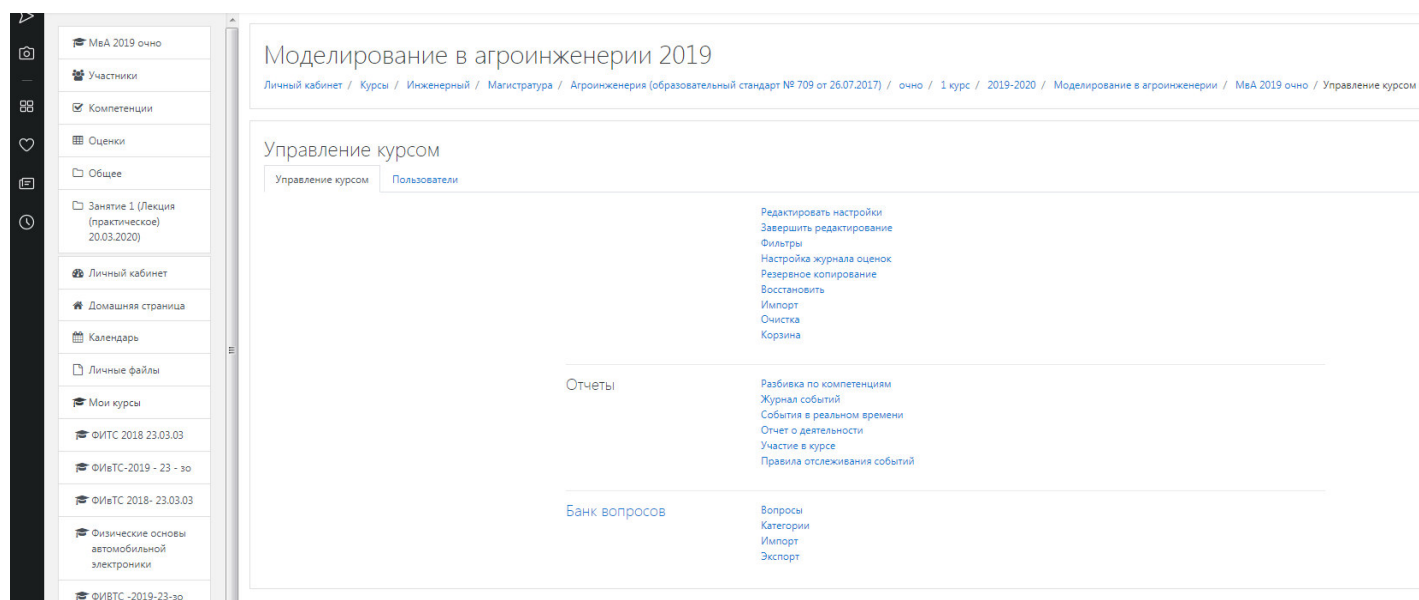 МвА 2019 очно
Участники
Компетенции
Оценки
Общее
Занятие 1 (Лекция
(практическое)
20.03.2020)
Личный кабинет
Домашняя страница
Календарь
Личные файлы
Мои курсы
ФИТС 2018 23.03.03
ФИвТС-2019 - 23 - зо
ФИвТС 2018- 23.03.03
Физические основы
автомобильной
электроники
ФИВТС -2019-23-зо
Моделирование в агроинженерии 2019
Личный кабинет / Курсы / Инженерный / Магистратура / Агроинженерия (образовательный стандарт № 709 от 26.07.2017) / очно / 1 курс / 2019-2020 / Моделирование в агроинженерии / МвА 2019 очно / Управление курсом
Управление курсом
Управление курсом Пользователи
Редактировать настройки
Завершить редактирование
Фильтры
Настройка журнала оценок
Резервное копирование
Восстановить
Импорт
Очистка
Корзина
Отчеты
Разбивка по компетенциям
Журнал событий
События в реальном времени
Отчет о деятельности
Участие в курсе
Правила отслеживания событий
Банк вопросов
Вопросы
Категории
Импорт
Экспорт